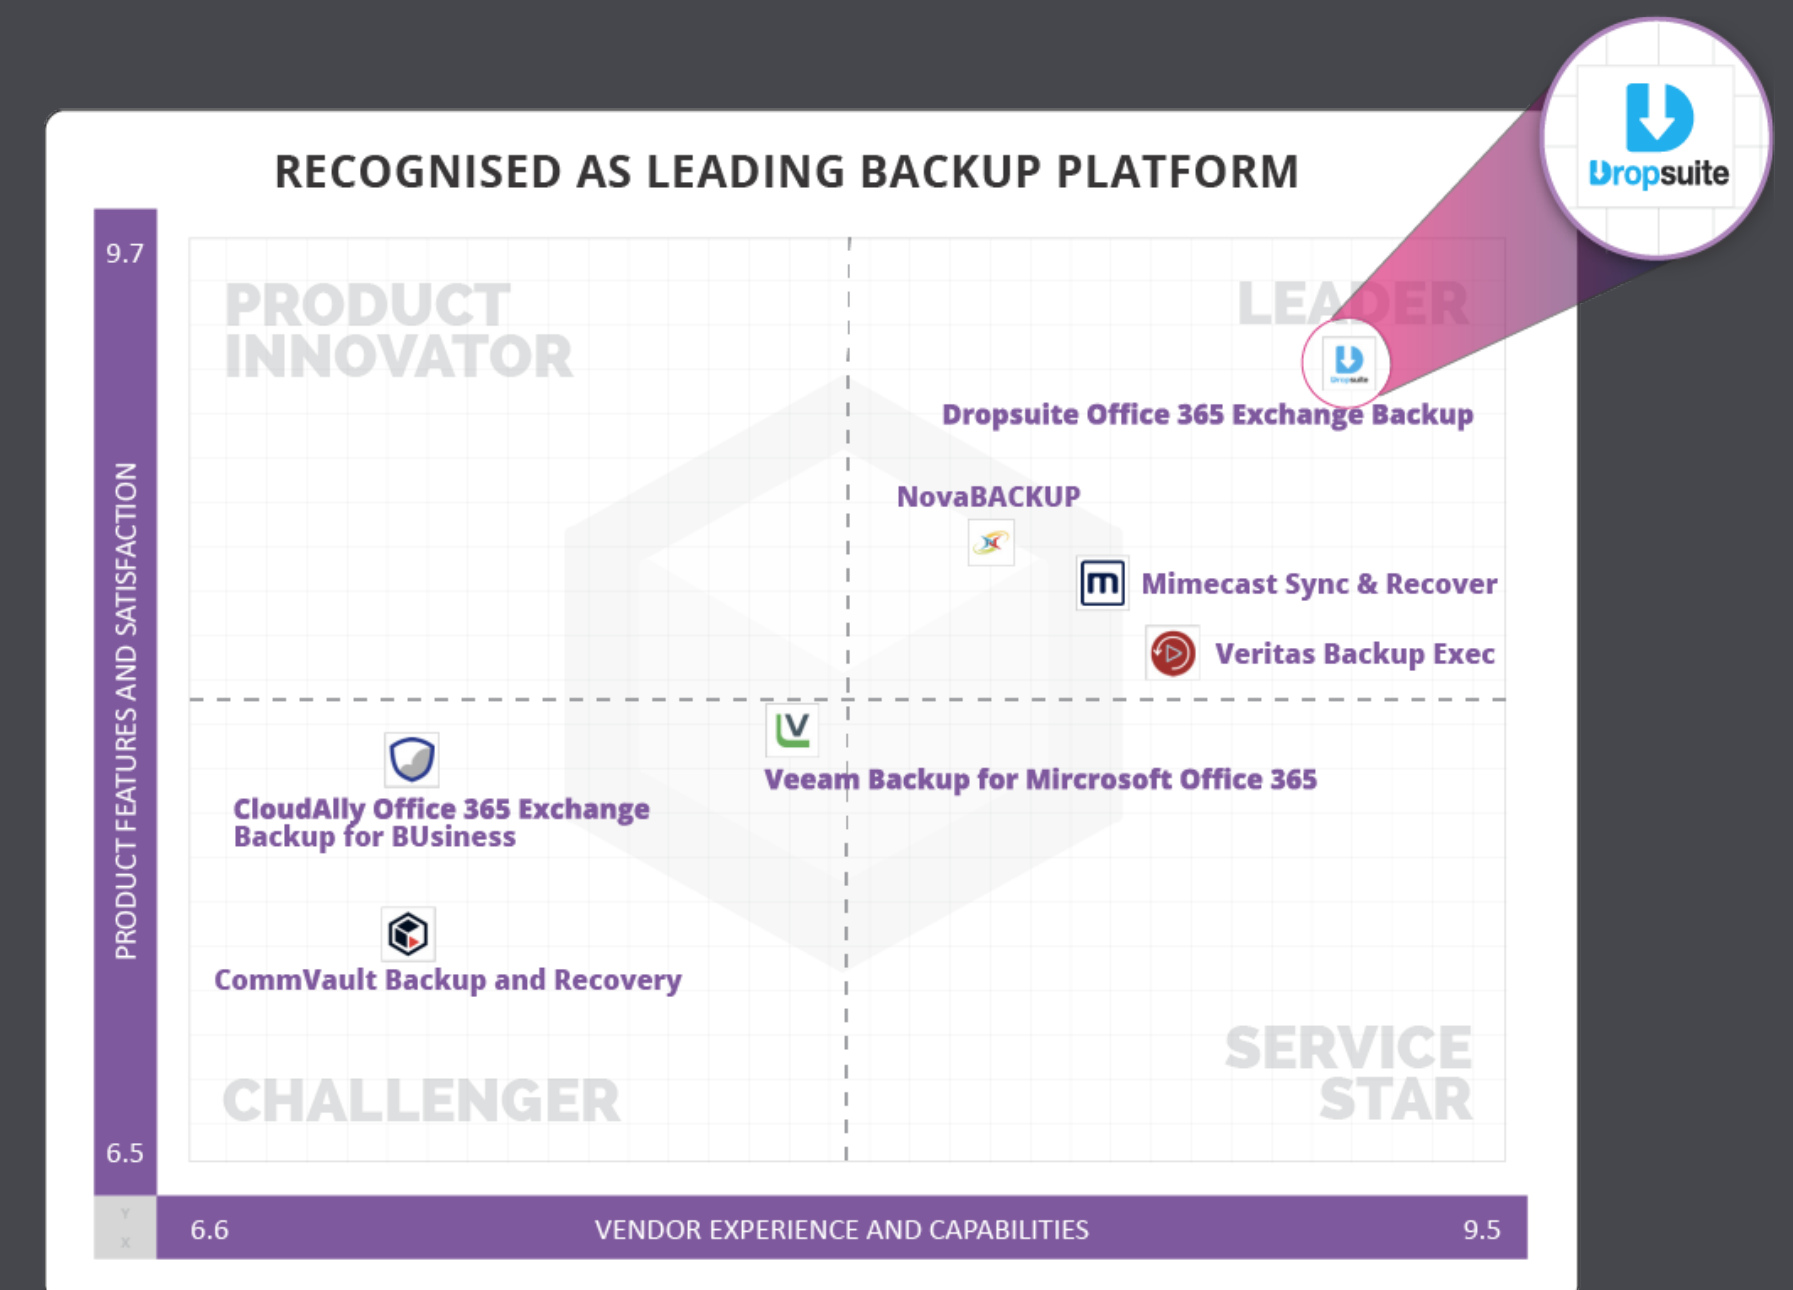 Dropsuite
RECOGNISED AS LEADING BACKUP PLATFORM
9.7
PRODUCT
INNOVATOR
LEADER
Dropsuite
Dropsuite Office 365 Exchange Backup
NovaBACKUP
Mimecast Sync & Recover
Veritas Backup Exec
PRODUCT FEATURES AND SATISFACTION
Veeam Backup for Mircrosoft Office 365
CloudAlly Office 365 Exchange
Backup for BUsiness
CommVault Backup and Recovery
SERVICE
STAR
CHALLENGER
6.5
Y
X
6.6
VENDOR EXPERIENCE AND CAPABILITIES
9.5